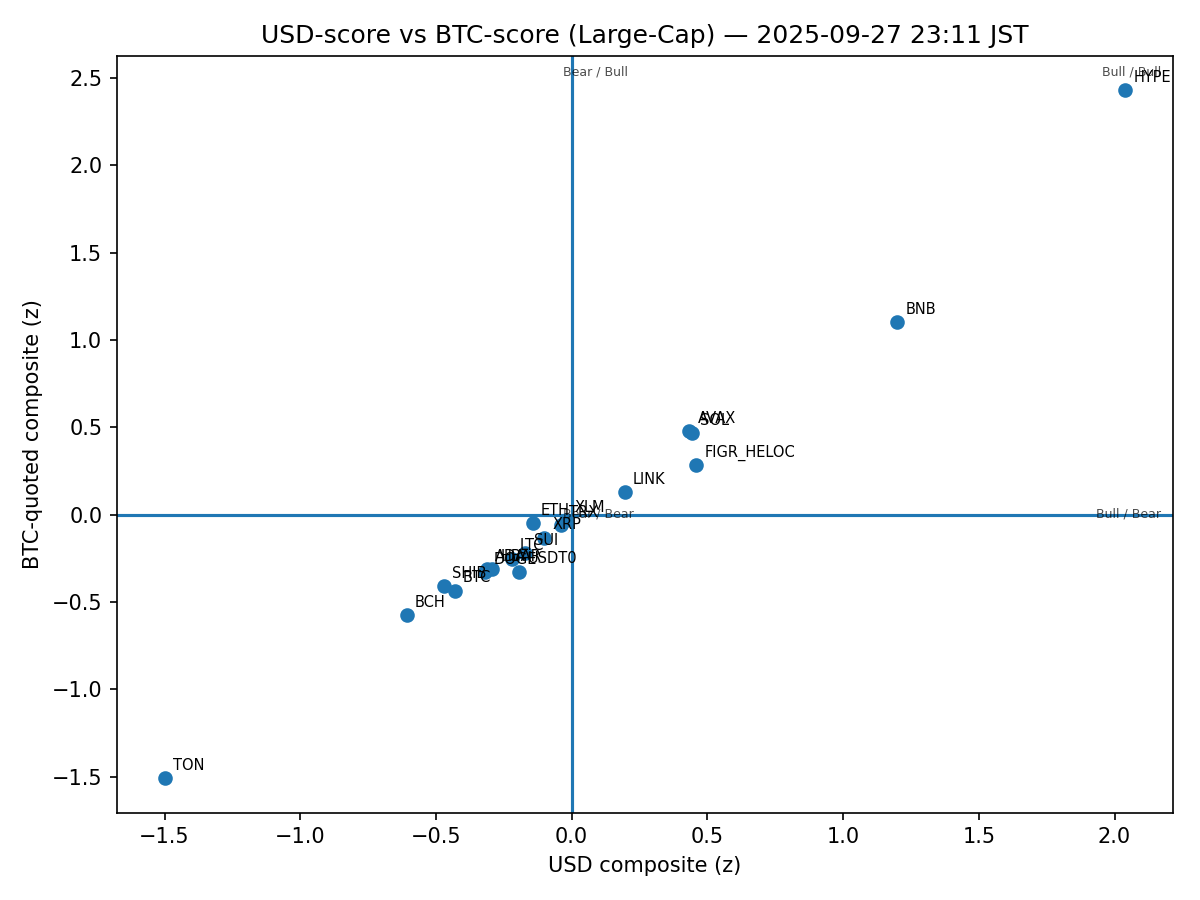 USD-score vs BTC-score (Large-Cap) — 2025-09-27 23:11 JST
Bear / Bull
Bull / Bull
HYPE
BNB
AVAX
SOL
FIGR_HELOC
LINK
XLM
ETH
TRX
/ Bear
Bull / Bear
XRP
SUI
LTC
USDT0
DOGE
SHIB
BTC
BCH
TON
2.5
2.0
1.5
1.0
0.5
0.0
−0.5
−1.0
−1.5
BTC-quoted composite (z)
−1.5
−1.0
−0.5
0.0
0.5
1.0
1.5
2.0
USD composite (z)